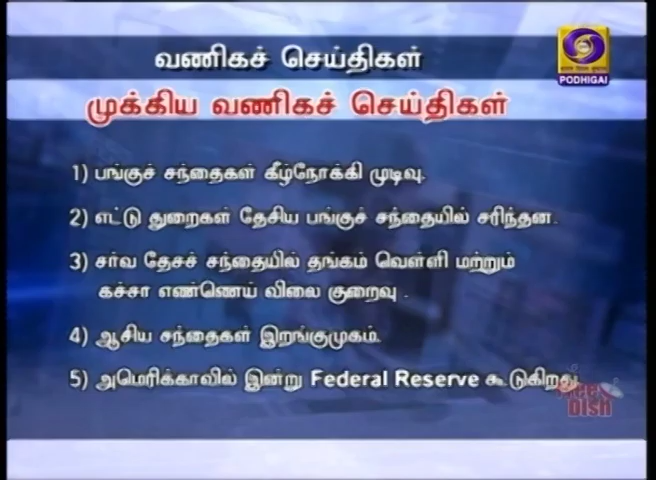 வணிகச் செய்திகள்
PODHIGAI
முக்கிய வணிகச் செய்திகள்
1) பங்குச் சந்தைகள் கீழ்நோக்கி முடிவு.
2) எட்டு துறைகள் தேசிய பங்குச் சந்தையில் சரிந்தன.
3) சர்வ தேசச் சந்தையில் தங்கம் வெள்ளி மற்றும்
கச்சா எண்ணெய் விலை குறைவு .
4) ஆசிய சந்தைகள் இறங்குமுகம்.
5) அமெரிக்காவில் இன்று Federal Reserve கூடுகிறது
Free
DISH